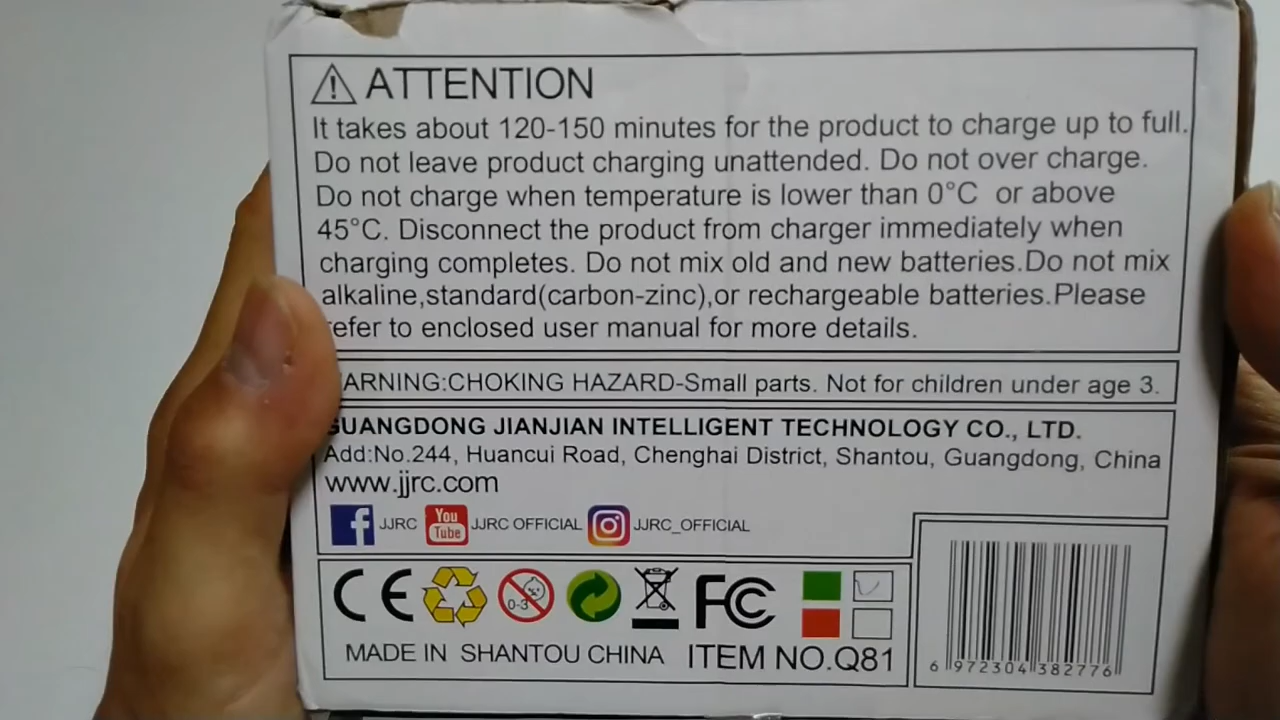 ATTENTION
It takes about 120-150 minutes for the product to charge up to full.
Do not leave product charging unattended. Do not over charge.
Do not charge when temperature is lower than 0°C or above
45°C. Disconnect the product from charger immediately when
charging completes. Do not mix old and new batteries.Do not mix
alkaline,standard(carbon-zinc),or rechargeable batteries.Please
refer to enclosed user manual for more details.
ARNING:CHOKING HAZARD-Small parts. Not for children under age 3.
GUANGDONG JIANJIAN INTELLIGENT TECHNOLOGY CO., LTD.
Add:No.244, Huancui Road, Chenghai District, Shantou, Guangdong, China
www.jjrc.com
f JJRC You Tube JJRC OFFICIAL JJRC_OFFICIAL
CE 0-3 FC
MADE IN SHANTOU CHINA ITEM NO.Q81
6 972304 382776